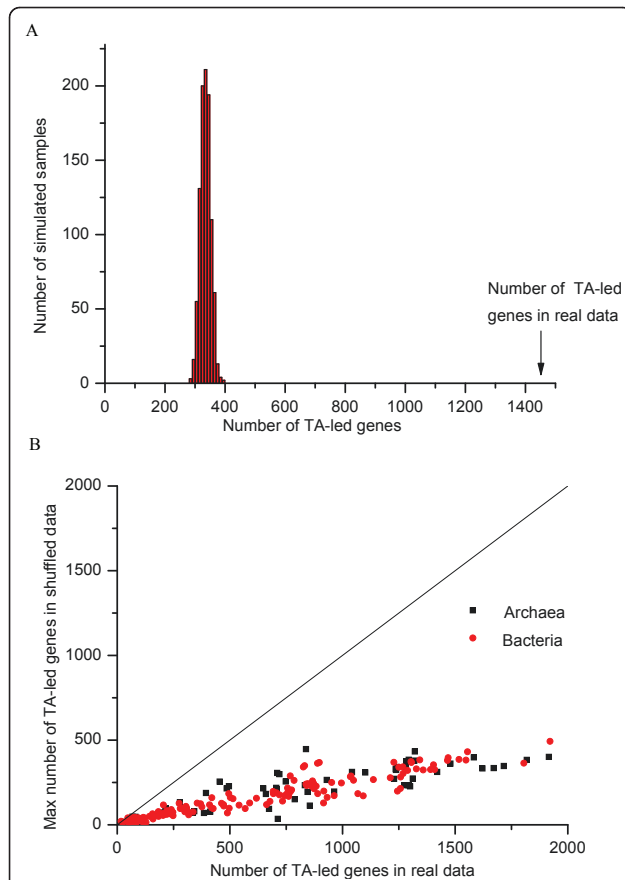 A
200
150
100
50
0
Number of simulated samples
Number of TA-led
genes in real data
0 200 400 600 800 1000 1200 1400
Number of TA-led genes
B
2000
1500
1000
500
0
Max number of TA-led genes in shuffled data
Archaea
Bacteria
0 500 1000 1500 2000
Number of TA-led genes in real data